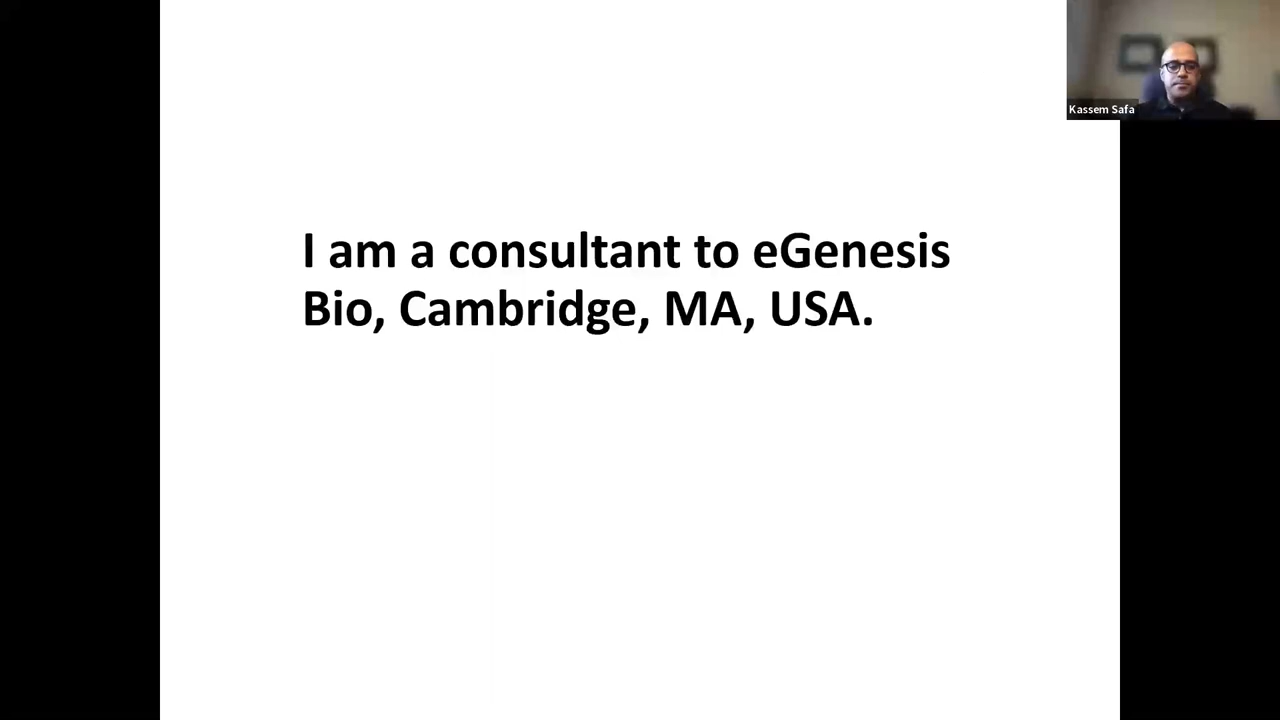 Kassem Safa
I am a consultant to eGenesis
Bio, Cambridge, MA, USA.